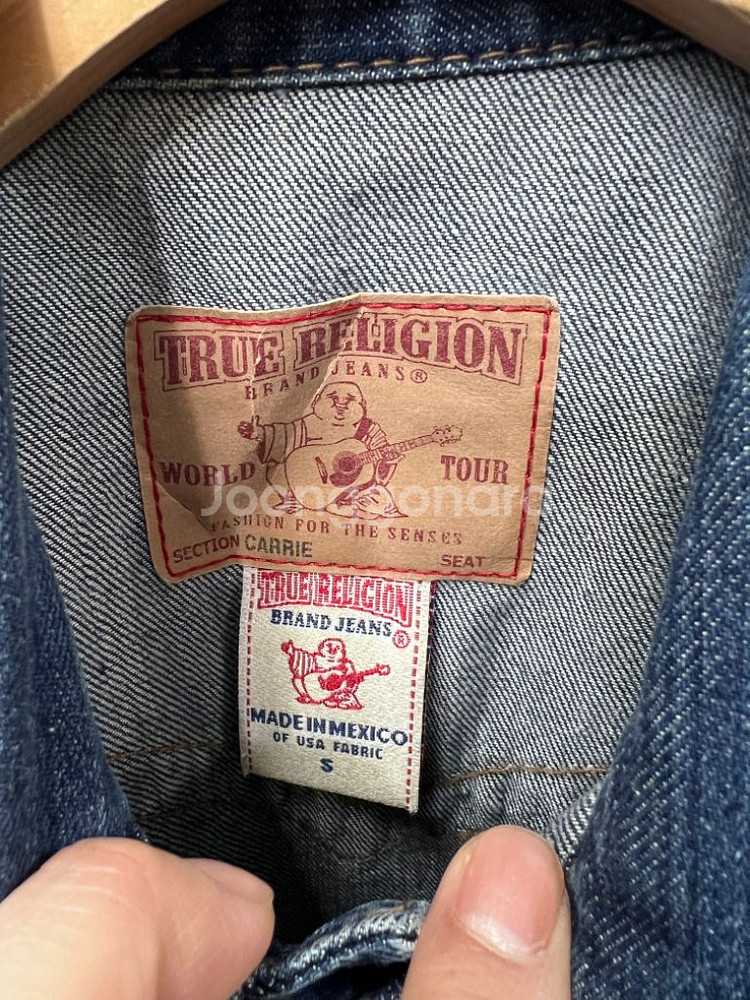 TRUE RELIGION
BRAND JEANS®
WORLD TOUR
Joonggonara
FASHION FOR THE SENSES
SECTION CARRIE SEAT
TRUE RELIGION
BRAND JEANS®
MADE IN MEXICO
OF USA FABRIC
S